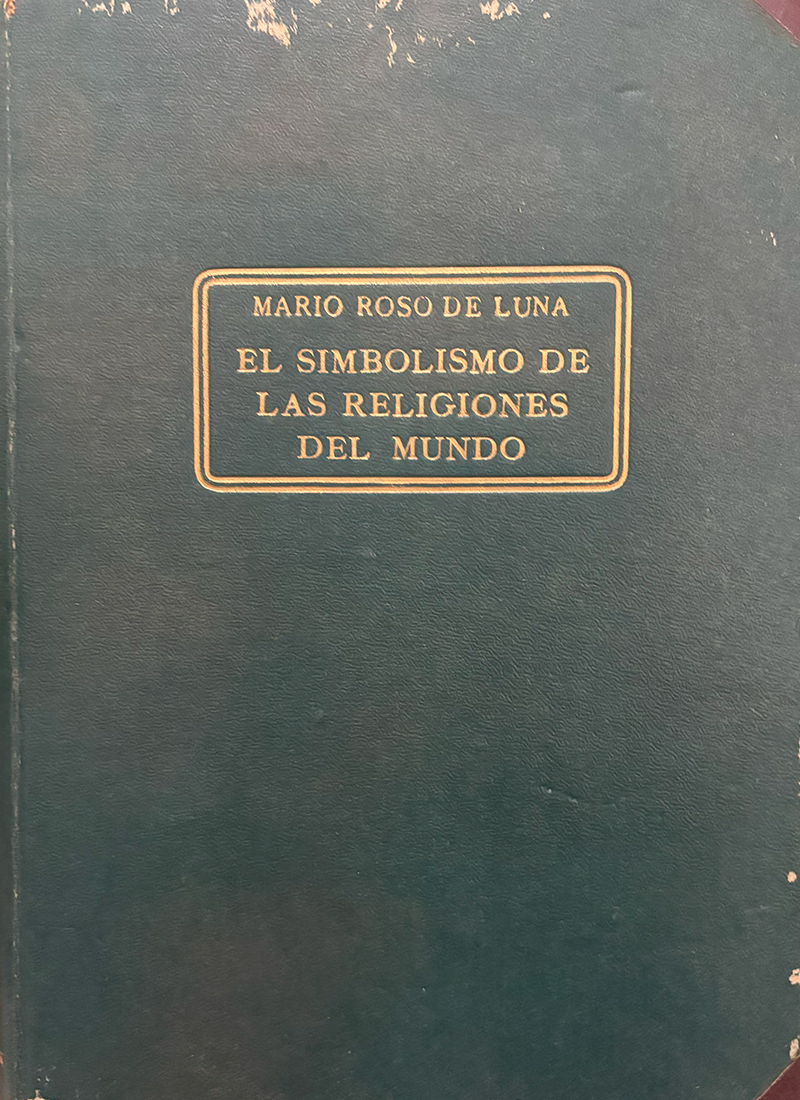 MARIO ROSO DE LUNA
EL SIMBOLISMO DE
LAS RELIGIONES
DEL MUNDO